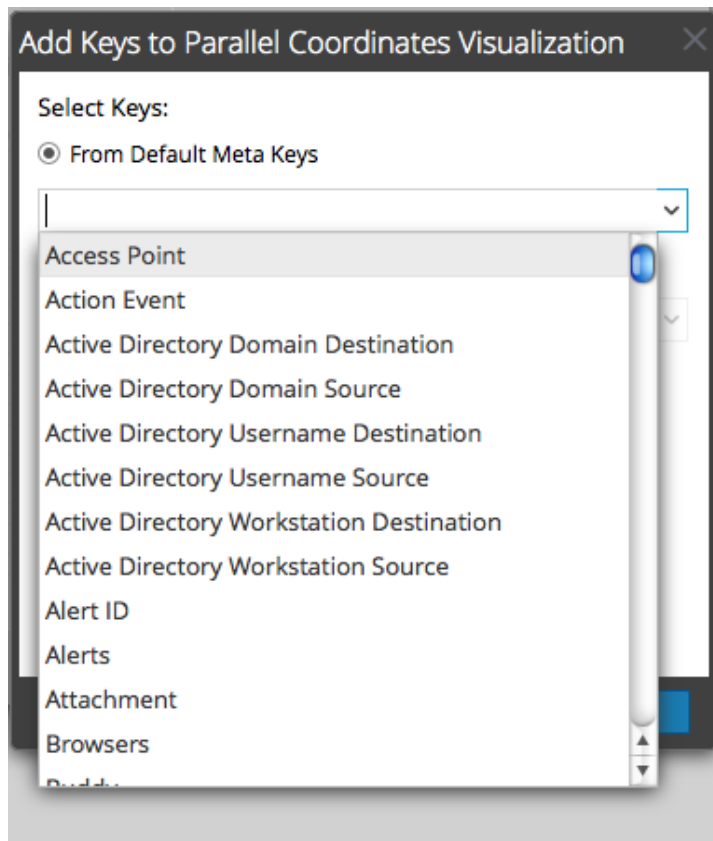 Add Keys to Parallel Coordinates Visualization
Select Keys:
From Default Meta Keys
Access Point
Action Event
Active Directory Domain Destination
Active Directory Domain Source
Active Directory Username Destination
Active Directory Username Source
Active Directory Workstation Destination
Active Directory Workstation Source
Alert ID
Alerts
Attachment
Browsers